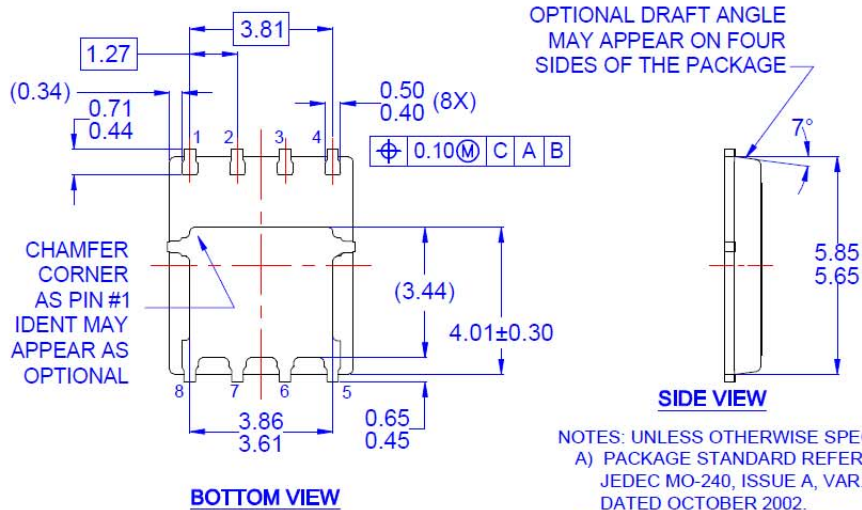 3.81
1.27
(0.34)
0.71
0.44
0.50
0.40
(8X)
1 2 3 4
⌖ 0.10Ⓜ C A B
OPTIONAL DRAFT ANGLE
MAY APPEAR ON FOUR
SIDES OF THE PACKAGE
7°
5.85
5.65
CHAMFER
CORNER
AS PIN #1
IDENT MAY
APPEAR AS
OPTIONAL
(3.44)
4.01±0.30
8 7 6 5
3.86
3.61
0.65
0.45
BOTTOM VIEW
SIDE VIEW
NOTES: UNLESS OTHERWISE SPE
A) PACKAGE STANDARD REFER
JEDEC MO-240, ISSUE A, VAR.
DATED OCTOBER 2002.